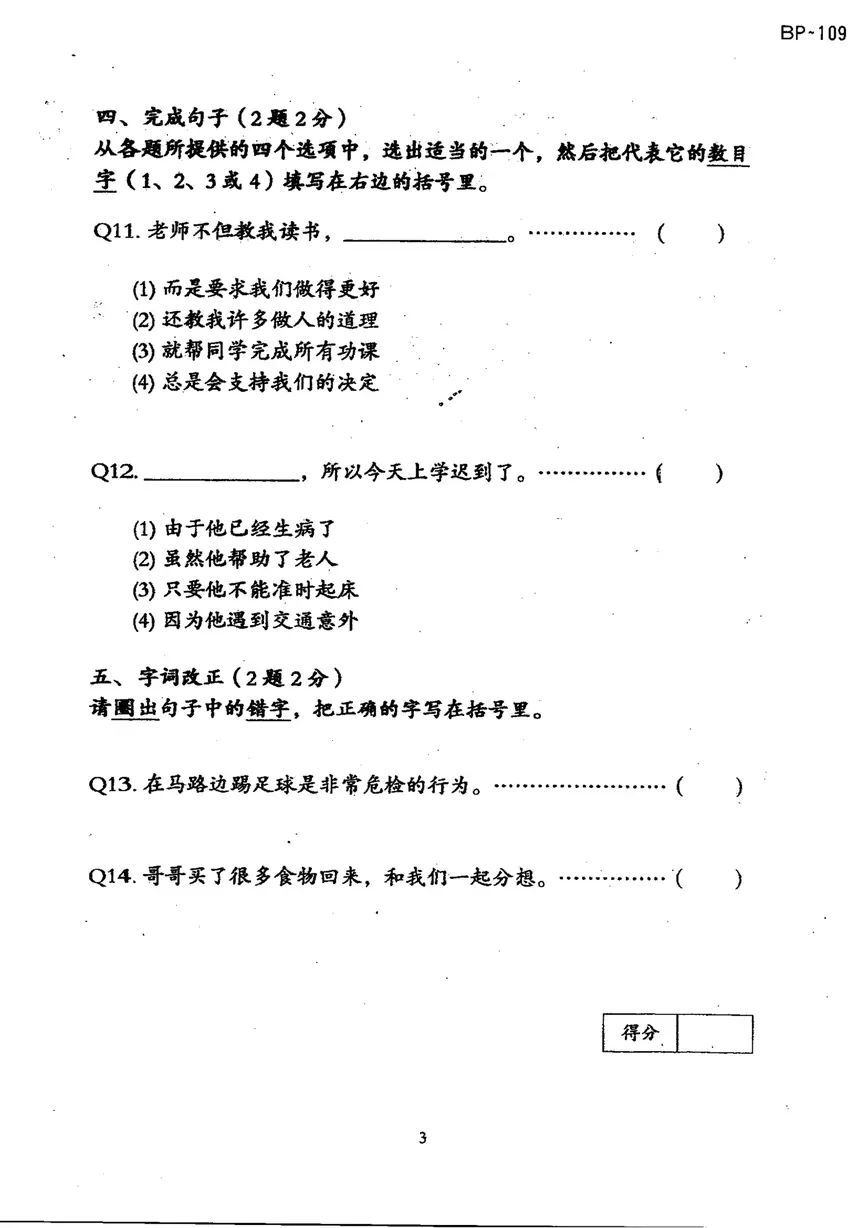 BP~109
四、完成句子（2题2分）
从各题所提供的四个选项中，选出适当的一个，然后把代表它的数目
字（1、2、3或4）填写在右边的括号里。
Q11. 老师不但教我读书，____________。……………（　　）
(1) 而是要求我们做得更好
(2) 还教我许多做人的道理
(3) 就帮同学完成所有功课
(4) 总是会支持我们的决定
Q12. ____________，所以今天上学迟到了。……………（　　）
(1) 由于他已经生病了
(2) 虽然他帮助了老人
(3) 只要他不能准时起床
(4) 因为他遇到交通意外
五、字词改正（2题2分）
请圈出句子中的错字，把正确的字写在括号里。
Q13. 在马路边踢足球是非常危检的行为。……………………（　　）
Q14. 哥哥买了很多食物回来，和我们一起分想。……………（　　）
得分
3